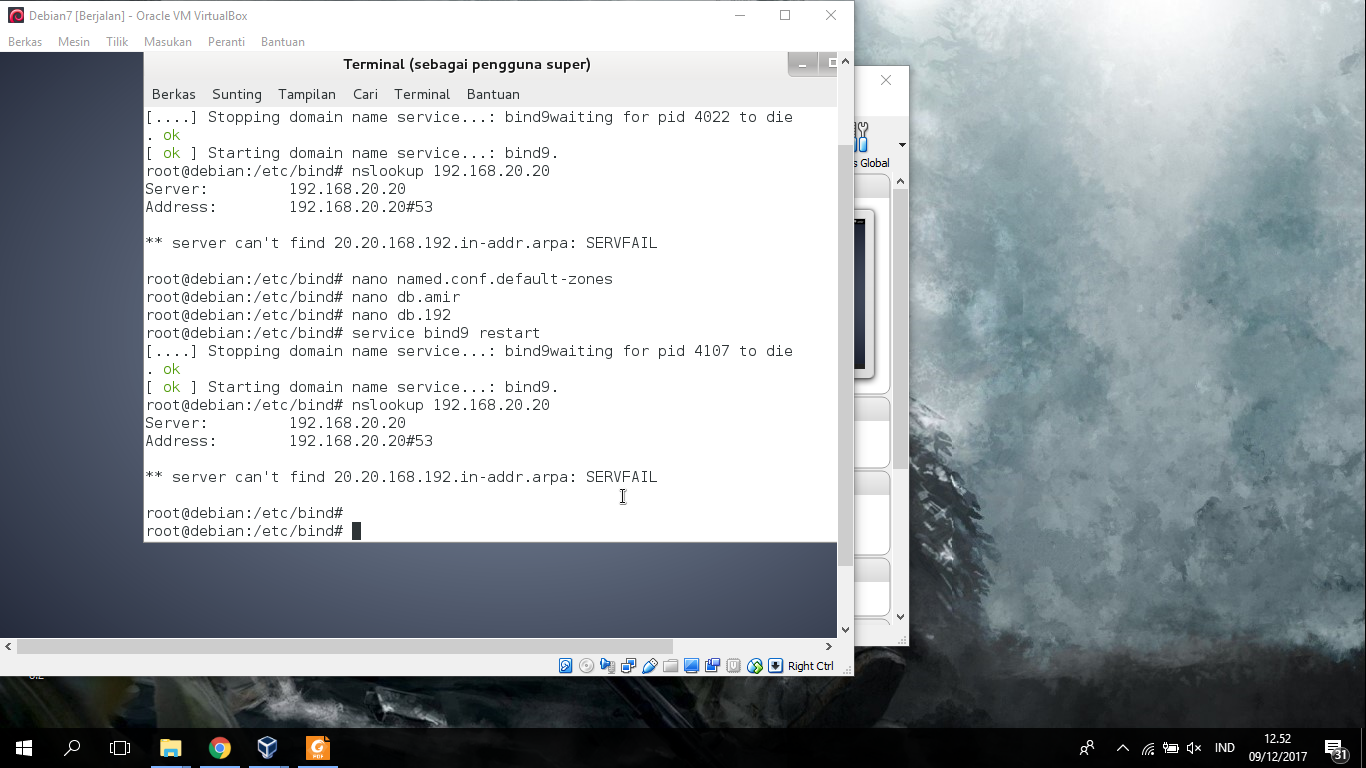 Debian7 [Berjalan] - Oracle VM VirtualBox
Berkas Mesin Tilik Masukan Peranti Bantuan
Terminal (sebagai pengguna super)
Berkas Sunting Tampilan Cari Terminal Bantuan
[....] Stopping domain name service...: bind9waiting for pid 4022 to die
. ok
[ ok ] Starting domain name service...: bind9.
root@debian:/etc/bind# nslookup 192.168.20.20
Server: 192.168.20.20
Address: 192.168.20.20#53
** server can't find 20.20.168.192.in-addr.arpa: SERVFAIL
root@debian:/etc/bind# nano named.conf.default-zones
root@debian:/etc/bind# nano db.amir
root@debian:/etc/bind# nano db.192
root@debian:/etc/bind# service bind9 restart
[....] Stopping domain name service...: bind9waiting for pid 4107 to die
. ok
[ ok ] Starting domain name service...: bind9.
root@debian:/etc/bind# nslookup 192.168.20.20
Server: 192.168.20.20
Address: 192.168.20.20#53
** server can't find 20.20.168.192.in-addr.arpa: SERVFAIL
root@debian:/etc/bind#
root@debian:/etc/bind#
s Global
Right Ctrl
IND
12.52
09/12/2017
31